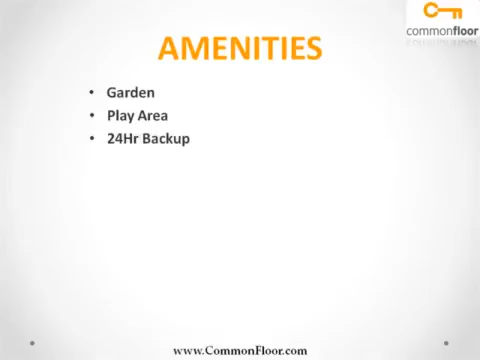 commonfloor
AMENITIES
• Garden
• Play Area
• 24Hr Backup
www.CommonFloor.com